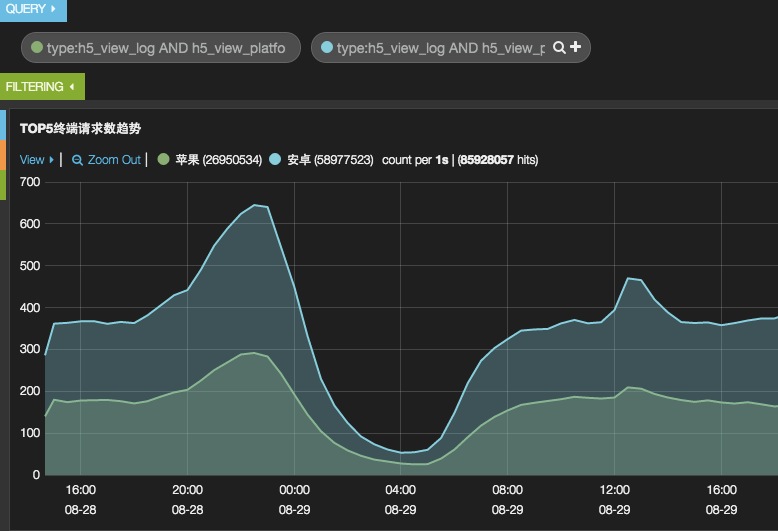 QUERY
type:h5_view_log AND h5_view_platfo
type:h5_view_log AND h5_view_p
FILTERING
TOP5终端请求数趋势
View | Zoom Out | 苹果 (26950534) 安卓 (58977523) count per 1s | (85928057 hits)
700
600
500
400
300
200
100
0
16:00 20:00 00:00 04:00 08:00 12:00 16:00
08-28 08-28 08-29 08-29 08-29 08-29 08-29